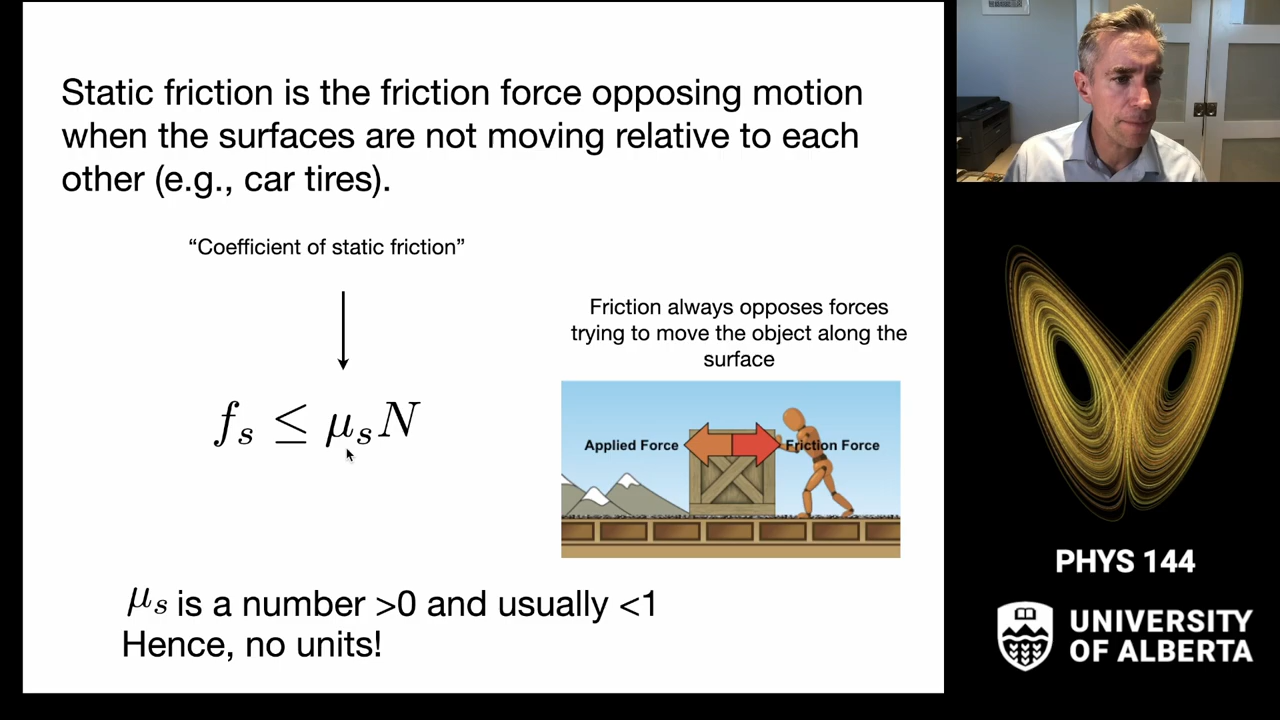 Static friction is the friction force opposing motion
when the surfaces are not moving relative to each
other (e.g., car tires).
“Coefficient of static friction”
Friction always opposes forces
trying to move the object along the
surface
f_s ≤ μ_s N
Applied Force
Friction Force
μ_s is a number >0 and usually <1
Hence, no units!
PHYS 144
UNIVERSITY
OF ALBERTA